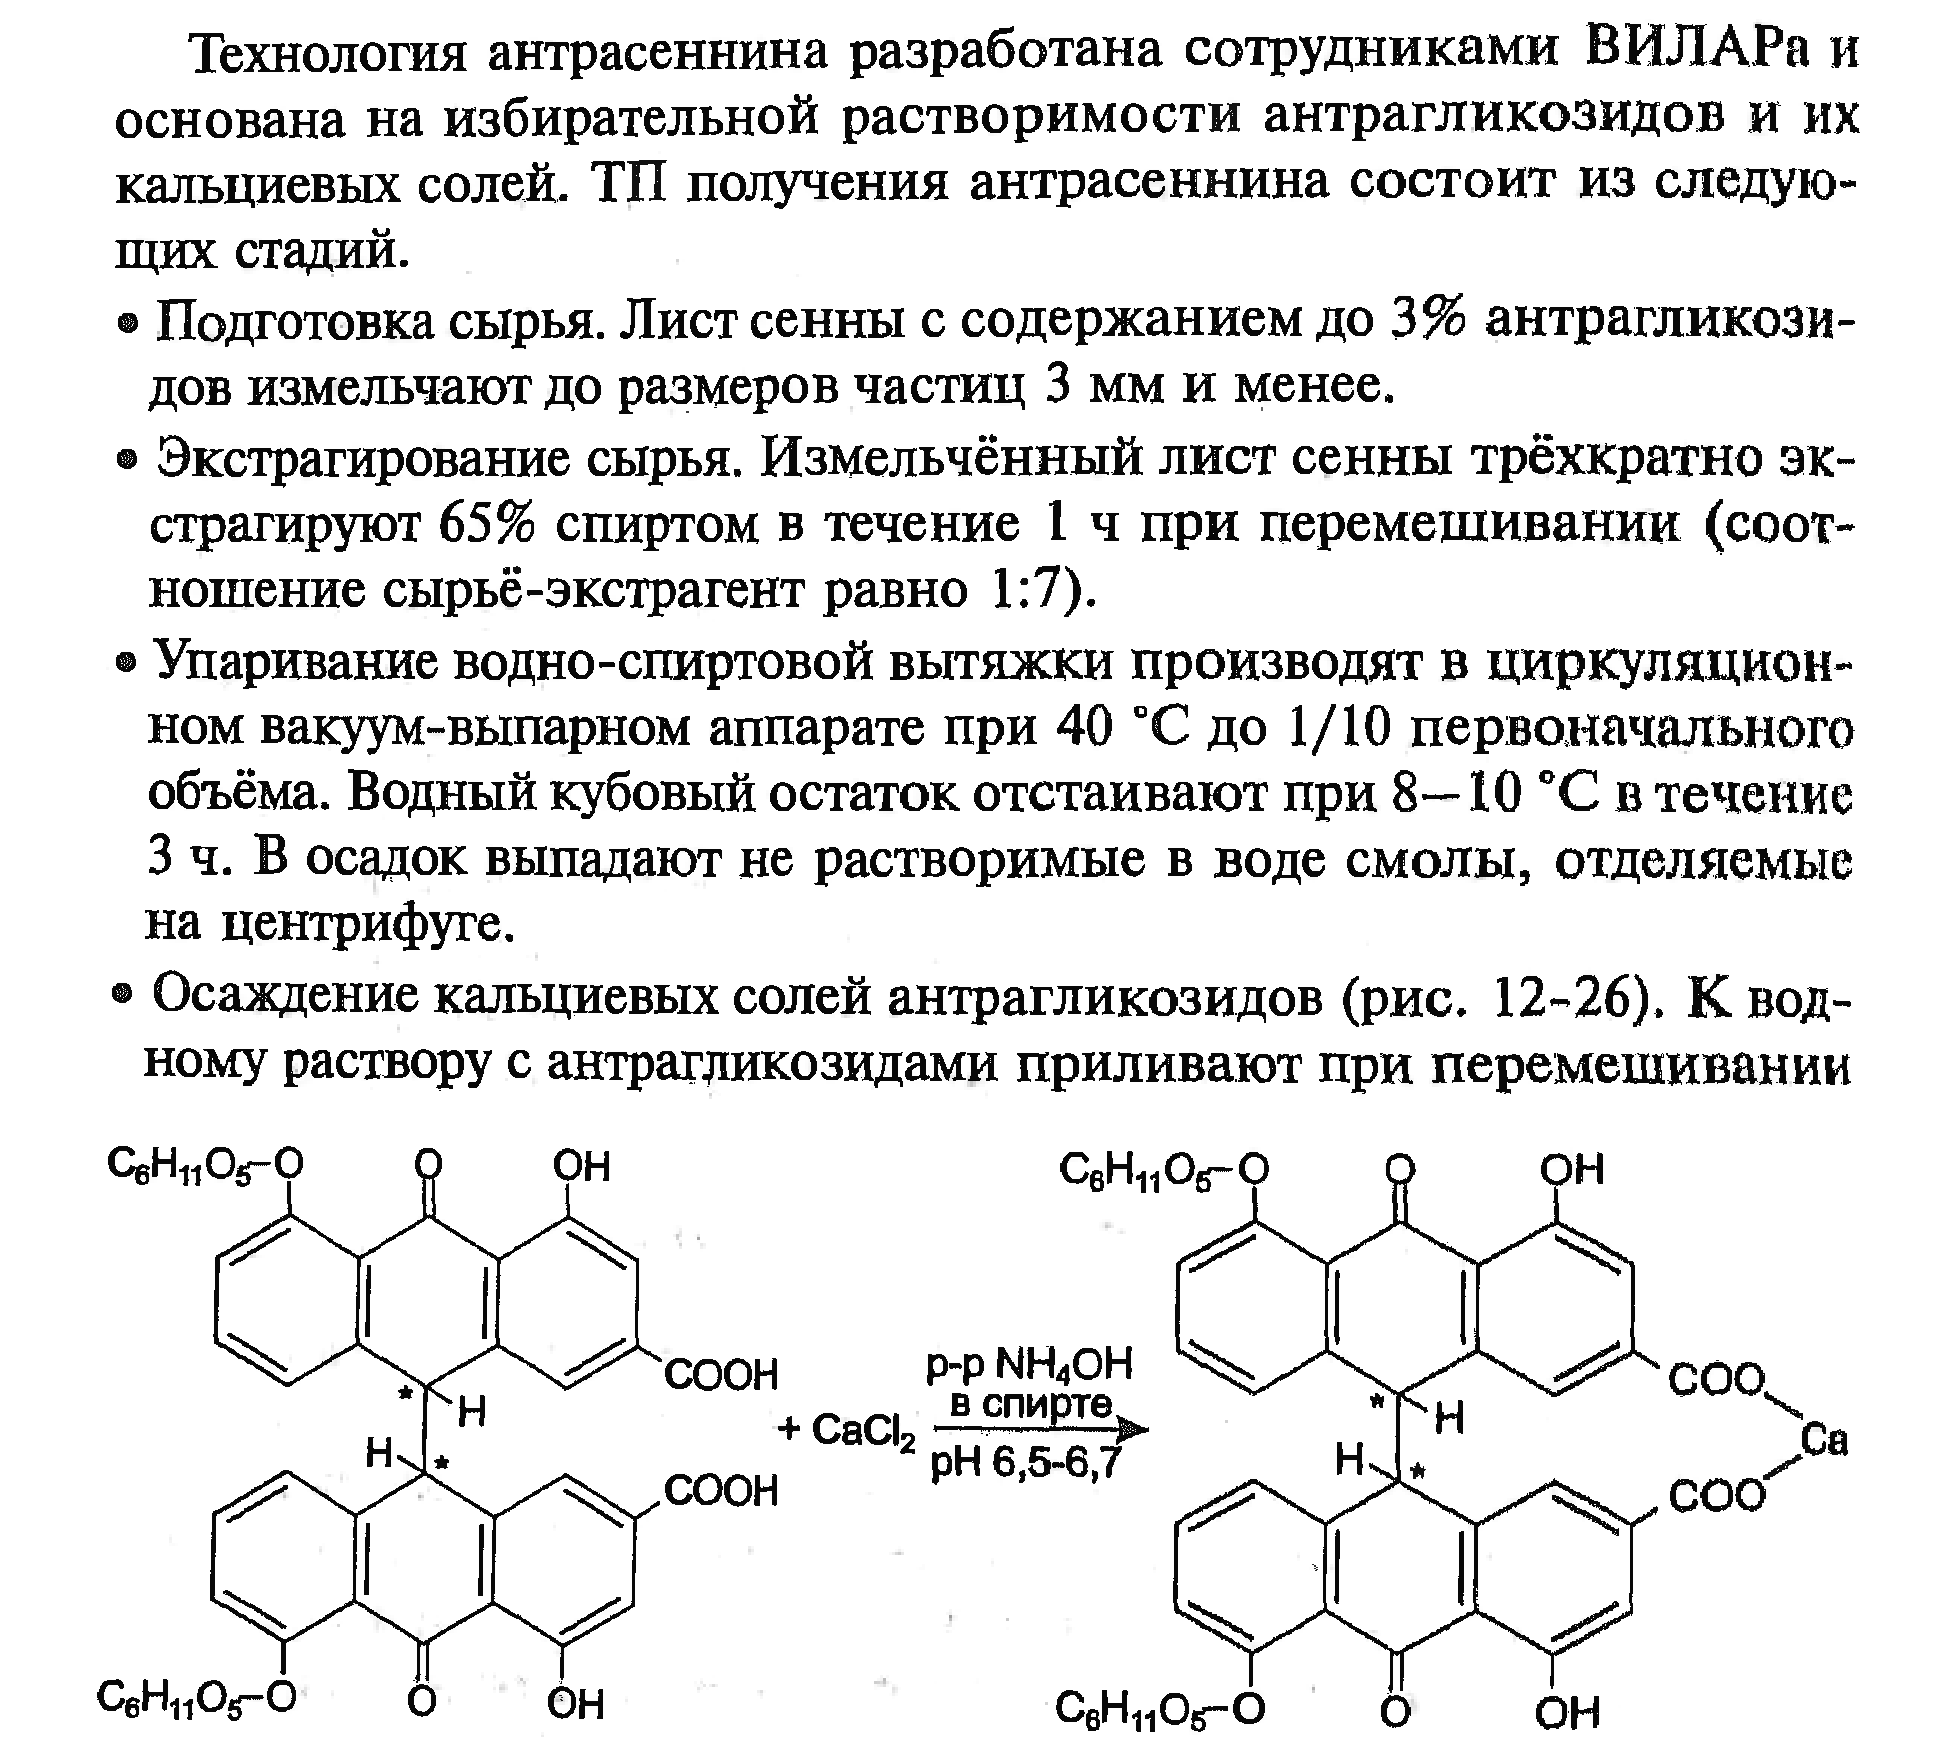 Технология антрасеннина разработана сотрудниками ВИЛАРа и
основана на избирательной растворимости антрагликозидов и их
кальциевых солей. ТП получения антрасеннина состоит из следую-
щих стадий.
• Подготовка сырья. Лист сенны с содержанием до 3% антрагликози-
дов измельчают до размеров частиц 3 мм и менее.
• Экстрагирование сырья. Измельчённый лист сенны трёхкратно эк-
страгируют 65% спиртом в течение 1 ч при перемешивании (соот-
ношение сырьё-экстрагент равно 1:7).
• Упаривание водно-спиртовой вытяжки производят в циркуляцион-
ном вакуум-выпарном аппарате при 40 °С до 1/10 первоначального
объёма. Водный кубовый остаток отстаивают при 8—10 °С в течение
3 ч. В осадок выпадают не растворимые в воде смолы, отделяемые
на центрифуге.
• Осаждение кальциевых солей антрагликозидов (рис. 12-26). К вод-
ному раствору с антрагликозидами приливают при перемешивании
C₆H₁₁O₅-O O OH
COOH
* H
H *
COOH
C₆H₁₁O₅-O O OH
+ CaCl₂
р-р NH₄OH
в спирте
pH 6,5-6,7
C₆H₁₁O₅-O O OH
COO
* H
Ca
H *
COO
C₆H₁₁O₅-O O OH